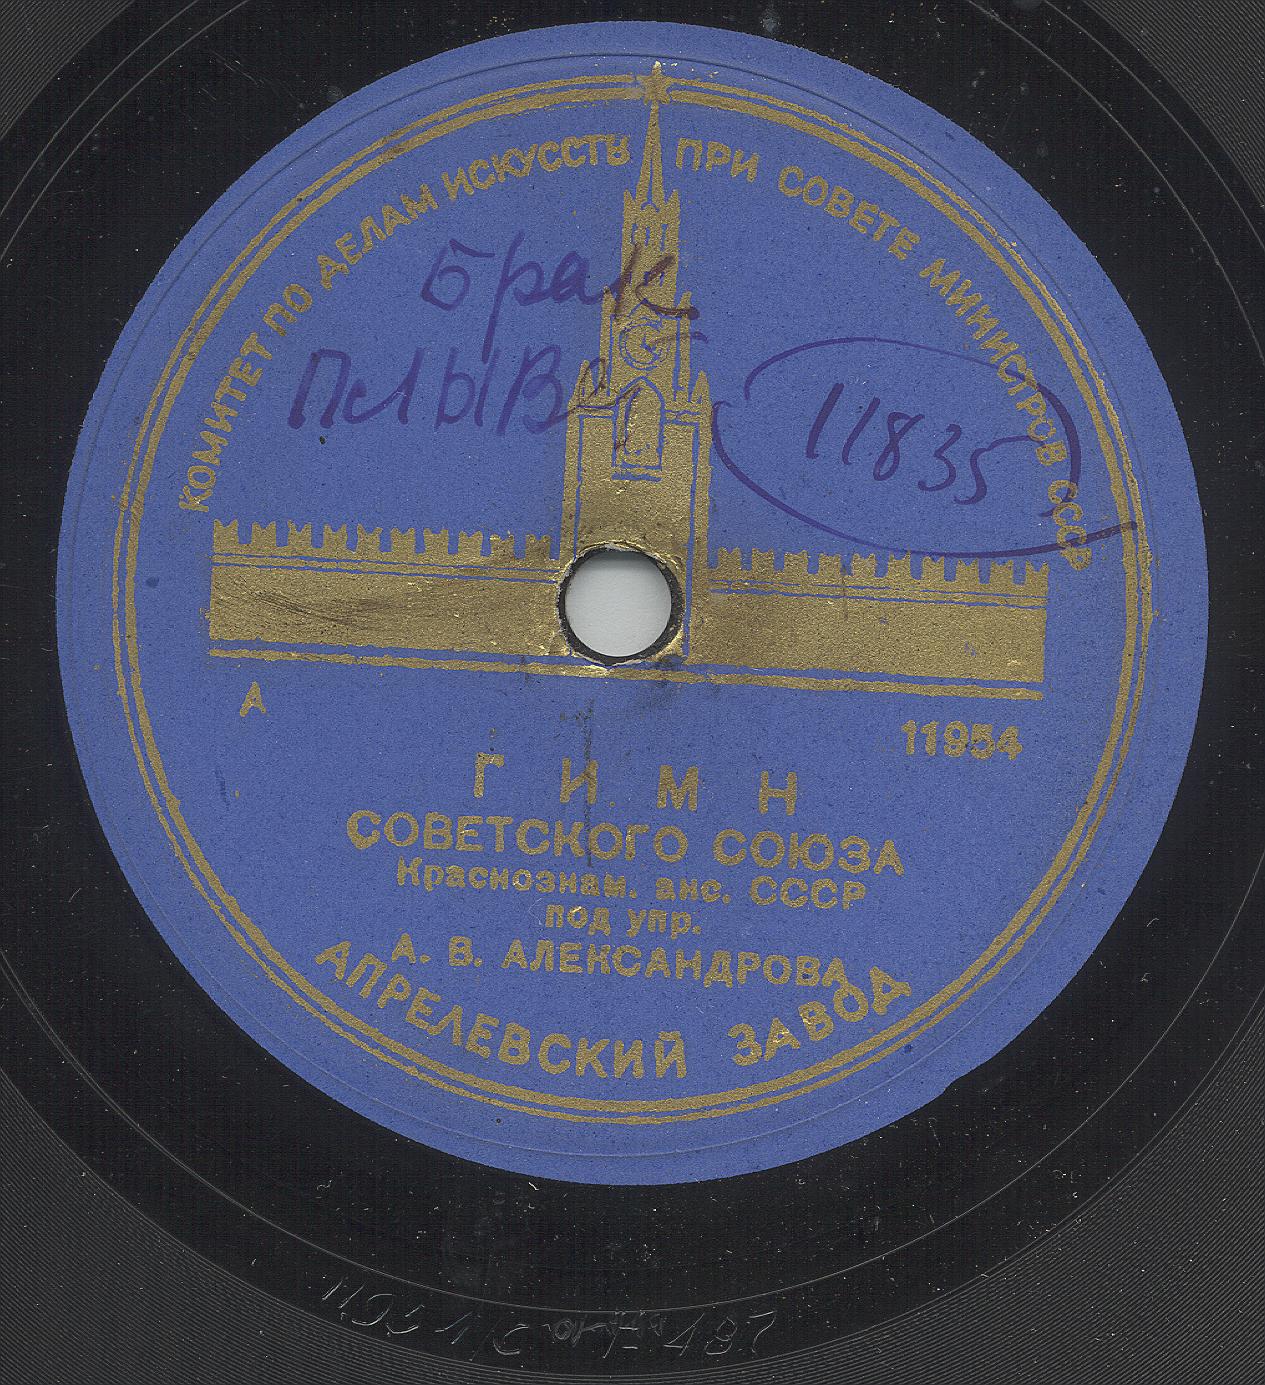 КОМИТЕТ ПО ДЕЛАМ ИСКУССТВ ПРИ СОВЕТЕ МИНИСТРОВ СССР
брак
плывет
11835
А
11954
ГИМН
СОВЕТСКОГО СОЮЗА
Краснознам. анс. СССР
под упр.
А. В. АЛЕКСАНДРОВА
АПРЕЛЕВСКИЙ ЗАВОД